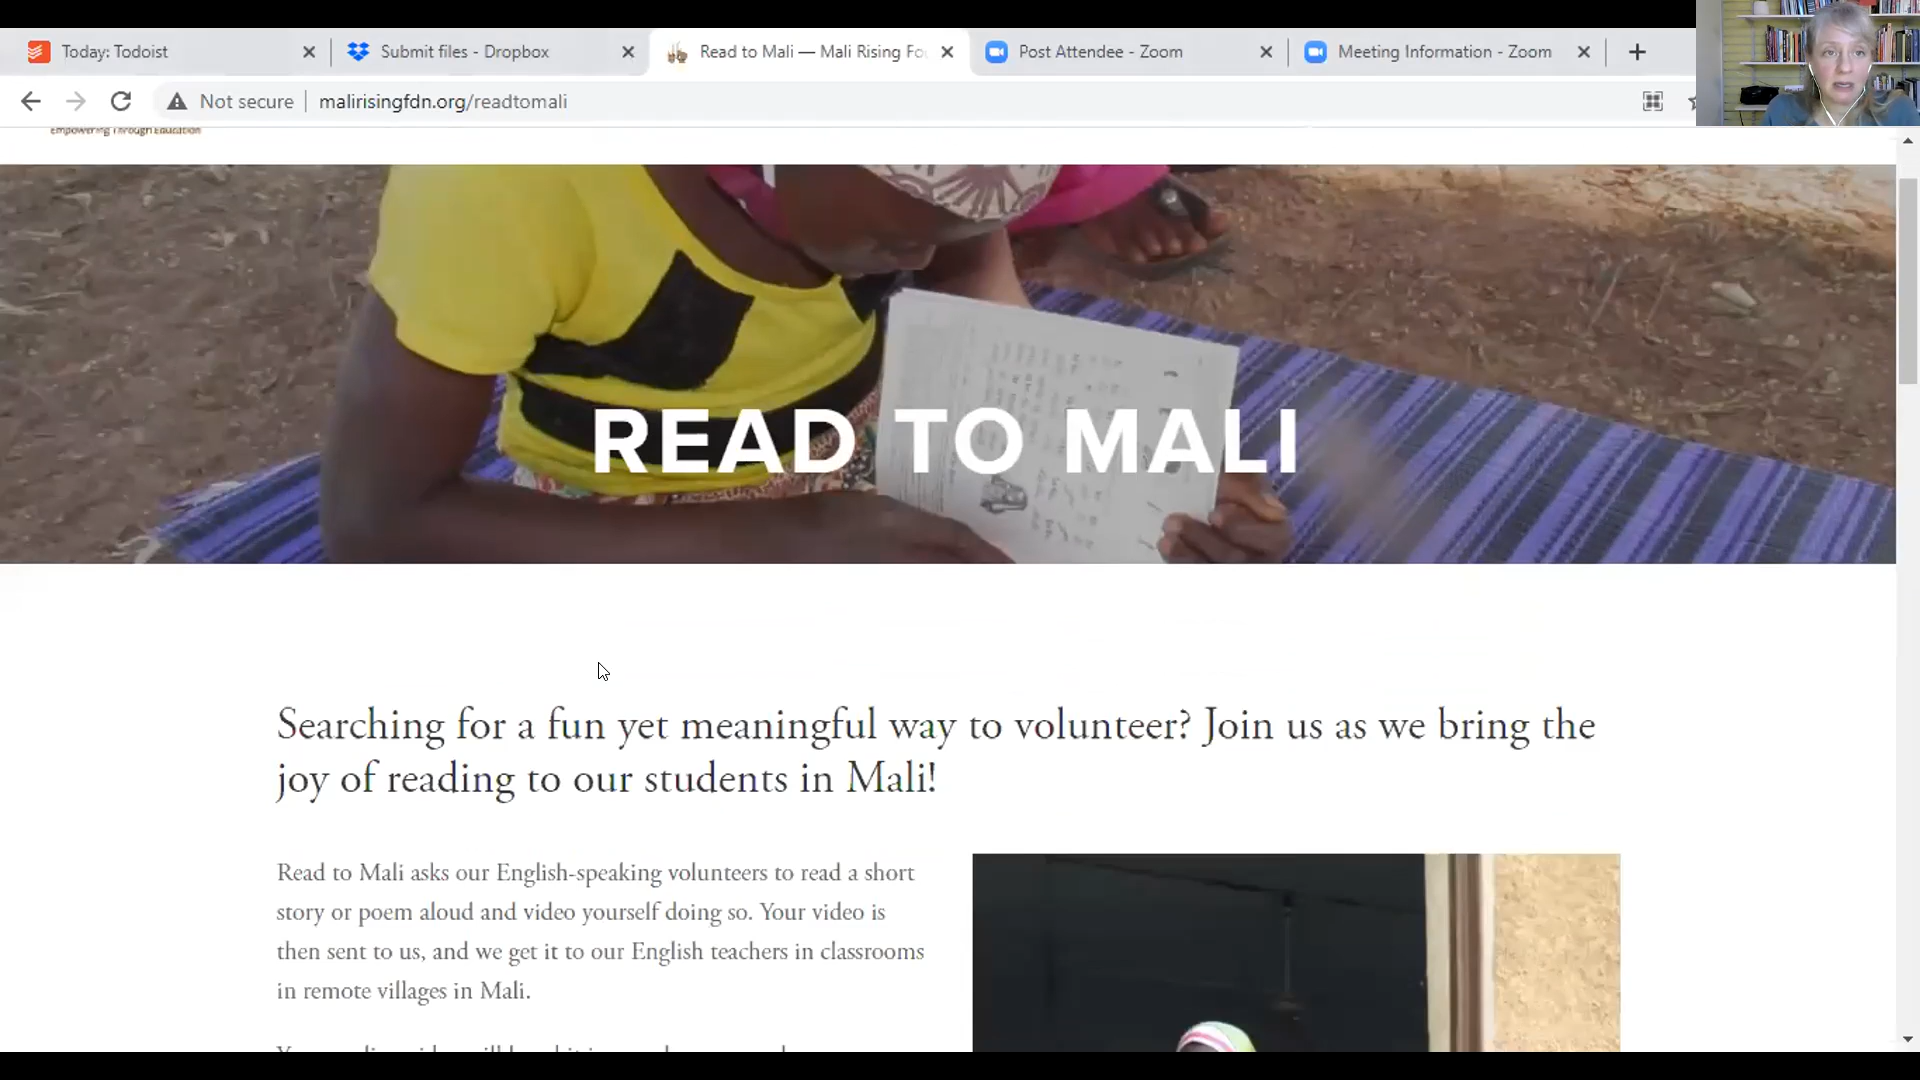 Today: Todoist
Submit files - Dropbox
Read to Mali — Mali Rising Fo
Post Attendee - Zoom
Meeting Information - Zoom
Not secure
malirisingfdn.org/readtomali
Empowering Through Education
READ TO MALI
Searching for a fun yet meaningful way to volunteer? Join us as we bring the
joy of reading to our students in Mali!
Read to Mali asks our English-speaking volunteers to read a short
story or poem aloud and video yourself doing so. Your video is
then sent to us, and we get it to our English teachers in classrooms
in remote villages in Mali.